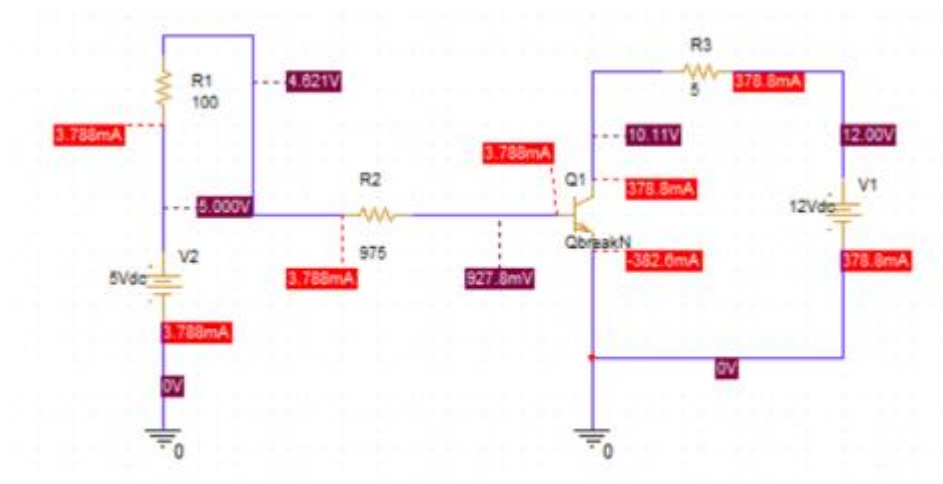 R3
R1
4.621V
378.8mA
100
5
3.788mA
10.11V
12.00V
3.788mA
R2
Q1
V1
378.8mA
5.000V
12Vdc
QbreakN
V2
975
-382.6mA
378.8mA
5Vdc
3.788mA
927.8mV
3.788mA
0V
0V
0
0